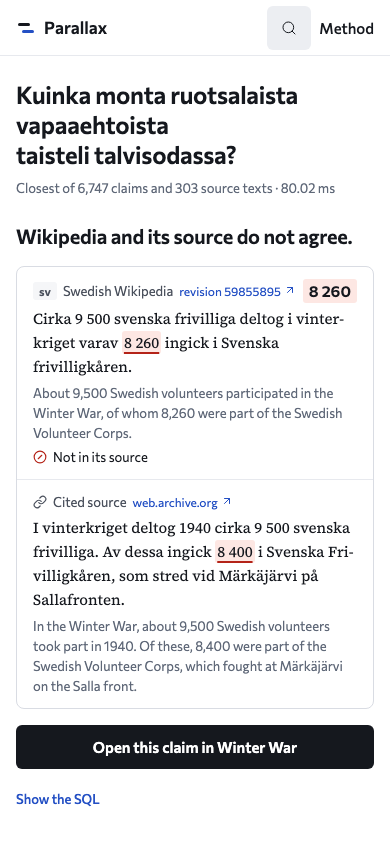 Parallax
Method
Kuinka monta ruotsalaista
vapaaehtoista
taisteli talvisodassa?
Closest of 6,747 claims and 303 source texts · 80.02 ms
Wikipedia and its source do not agree.
sv Swedish Wikipedia revision 59855895 ↗ 8 260
Cirka 9 500 svenska frivilliga deltog i vinter-
kriget varav 8 260 ingick i Svenska
frivilligkåren.
About 9,500 Swedish volunteers participated in the
Winter War, of whom 8,260 were part of the Swedish
Volunteer Corps.
Not in its source
Cited source web.archive.org ↗
I vinterkriget deltog 1940 cirka 9 500 svenska
frivilliga. Av dessa ingick 8 400 i Svenska Fri-
villigkåren, som stred vid Märkäjärvi på
Sallafronten.
In the Winter War, about 9,500 Swedish volunteers
took part in 1940. Of these, 8,400 were part of the
Swedish Volunteer Corps, which fought at Märkäjärvi
on the Salla front.
Open this claim in Winter War
Show the SQL